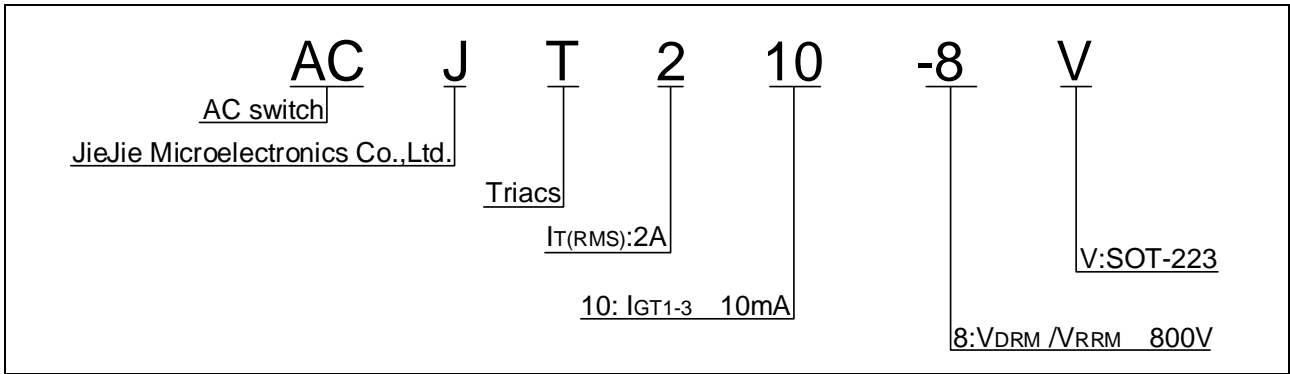 AC J T 2 10 -8 V
AC switch
JieJie Microelectronics Co.,Ltd.
Triacs
IT(RMS):2A
V:SOT-223
10: IGT1-3 10mA
8:VDRM /VRRM 800V